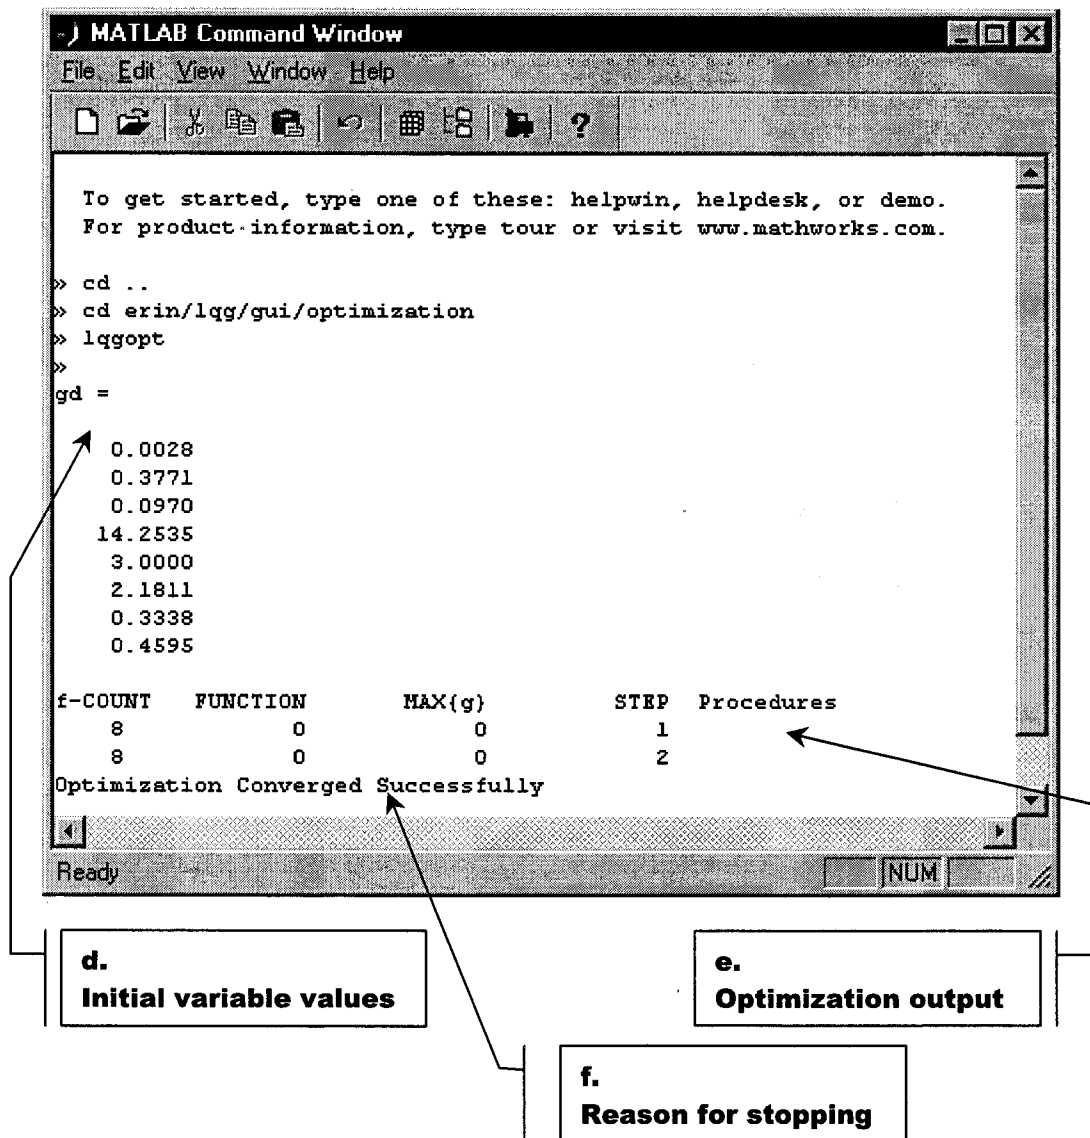 MATLAB Command Window
File Edit View Window Help
To get started, type one of these: helpwin, helpdesk, or demo.
For product information, type tour or visit www.mathworks.com.
» cd ..
» cd erin/lqg/gui/optimization
» lqgopt
»
gd =
0.0028
0.3771
0.0970
14.2535
3.0000
2.1811
0.3338
0.4595
f-COUNT FUNCTION MAX{g} STEP Procedures
8 0 0 1
8 0 0 2
Optimization Converged Successfully
Ready NUM
d.
Initial variable values
e.
Optimization output
f.
Reason for stopping